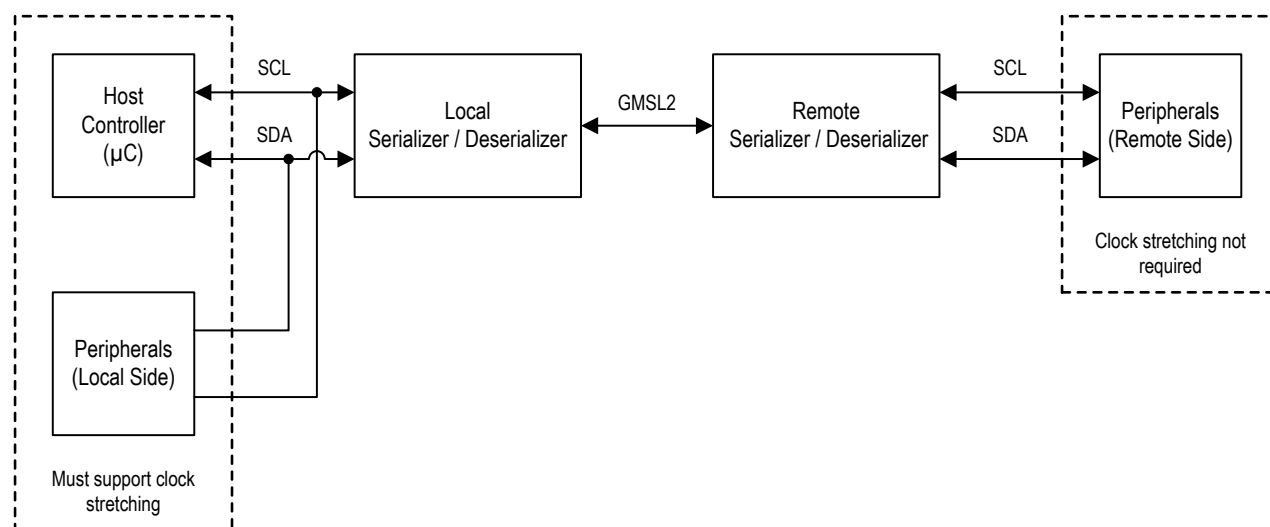 Host
Controller
(µC)
SCL
SDA
Local
Serializer / Deserializer
GMSL2
Remote
Serializer / Deserializer
SCL
SDA
Peripherals
(Remote Side)
Clock stretching not
required
Peripherals
(Local Side)
Must support clock
stretching